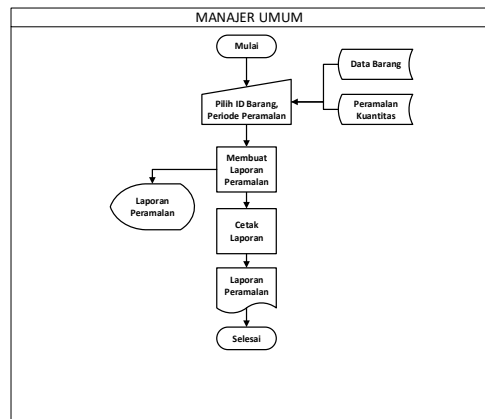 MANAJER UMUM
Mulai
Data Barang
Pilih ID Barang,
Periode Peramalan
Peramalan
Kuantitas
Membuat
Laporan
Peramalan
Laporan
Peramalan
Cetak
Laporan
Laporan
Peramalan
Selesai